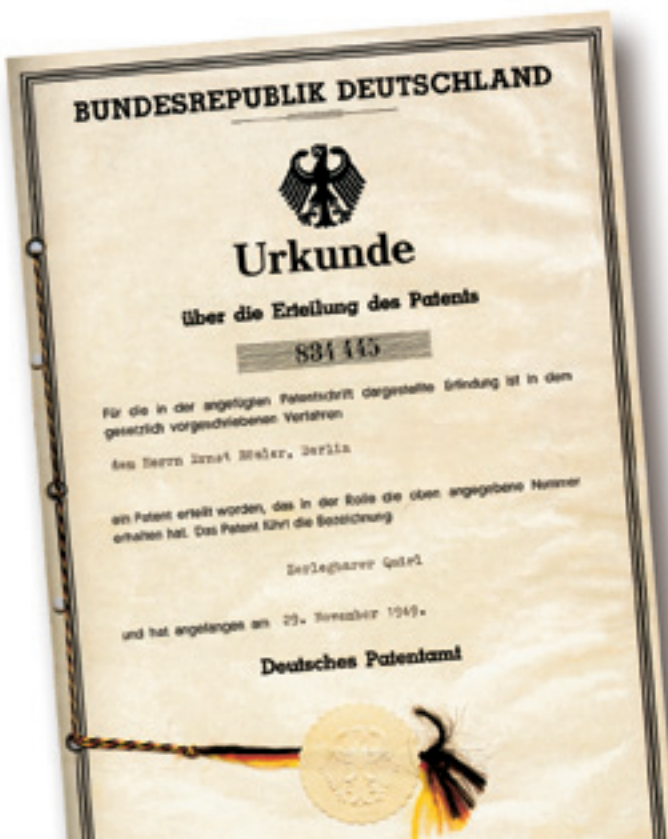 BUNDESREPUBLIK DEUTSCHLAND
Urkunde
über die Erteilung des Patents
834 445
Für die in der angefügten Patentschrift dargestellte Erfindung ist in dem
gesetzlich vorgeschriebenen Verfahren
dem Herrn Ernst Berlin
ein Patent erteilt worden, das in der Rolle die oben angegebene Nummer
erhalten hat. Das Patent führt die Bezeichnung
Zerlegbarer Quirl
und hat angefangen am 29. November 1949.
Deutsches Patentamt